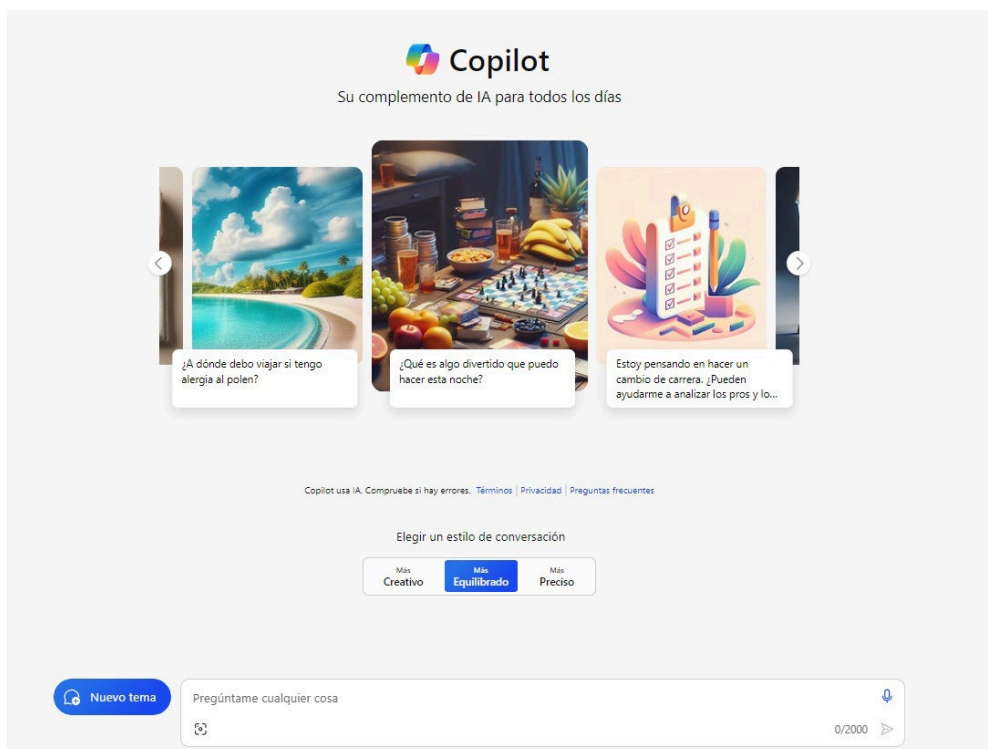 Copilot
Su complemento de IA para todos los días
¿A dónde debo viajar si tengo
alergia al polen?
¿Qué es algo divertido que puedo
hacer esta noche?
Estoy pensando en hacer un
cambio de carrera. ¿Pueden
ayudarme a analizar los pros y lo...
Copilot usa IA. Compruebe si hay errores. Términos | Privacidad | Preguntas frecuentes
Elegir un estilo de conversación
Más
Creativo
Más
Equilibrado
Más
Preciso
Nuevo tema
Pregúntame cualquier cosa
0/2000